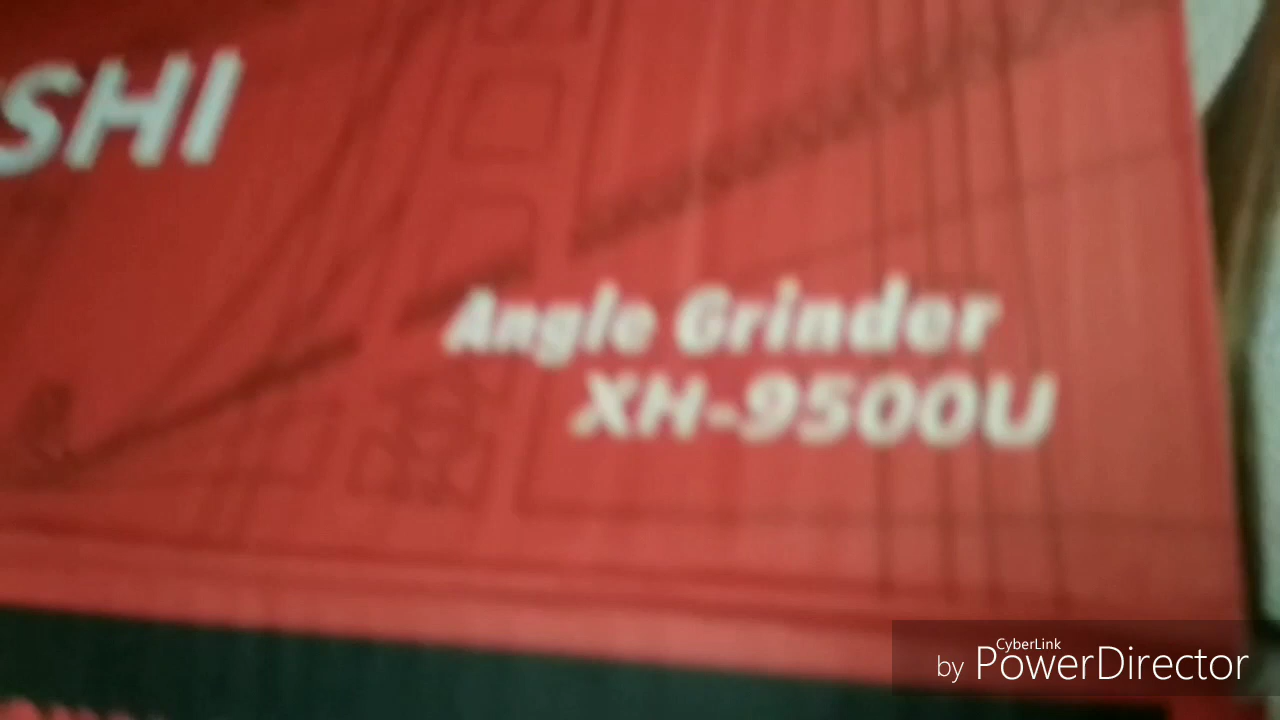 SHI
Angle Grinder
XH-9500U
CyberLink
by PowerDirector